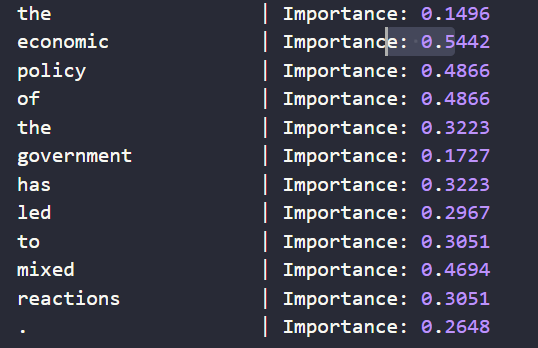 the | Importance: 0.1496
economic | Importance: 0.5442
policy | Importance: 0.4866
of | Importance: 0.4866
the | Importance: 0.3223
government | Importance: 0.1727
has | Importance: 0.3223
led | Importance: 0.2967
to | Importance: 0.3051
mixed | Importance: 0.4694
reactions | Importance: 0.3051
. | Importance: 0.2648